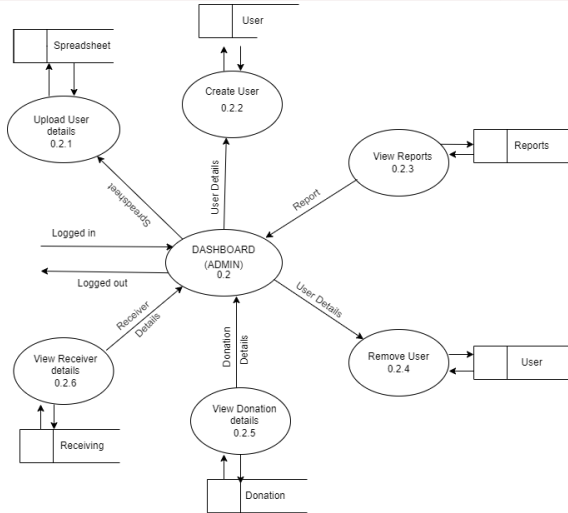 User
Spreadsheet
Create User
0.2.2
Upload User
details
0.2.1
User Details
Reports
View Reports
0.2.3
Spreadsheet
Report
Logged in
DASHBOARD
(ADMIN)
0.2
Logged out
User Details
Receiver
Details
Donation
Details
View Receiver
details
0.2.6
Remove User
0.2.4
User
View Donation
details
0.2.5
Receiving
Donation